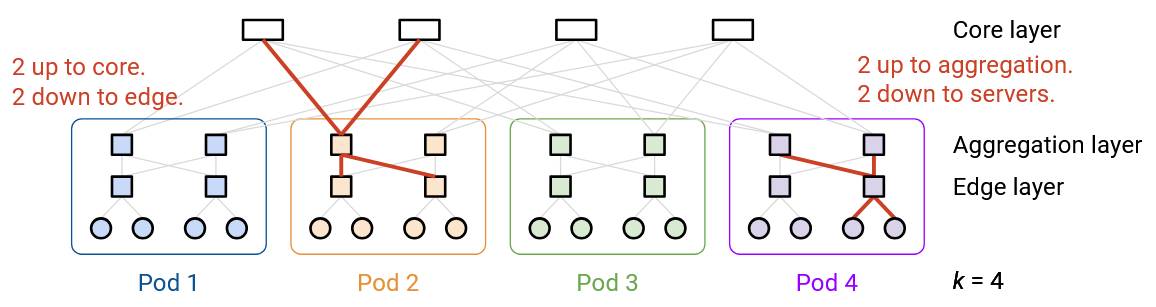 Core layer
2 up to core.
2 down to edge.
2 up to aggregation.
2 down to servers.
Aggregation layer
Edge layer
Pod 1
Pod 2
Pod 3
Pod 4
k = 4